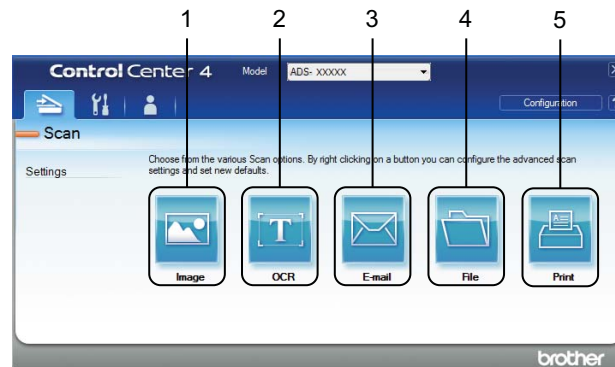 1 2 3 4 5
Control Center 4 Model ADS- XXXXX
Configuration
Scan
Settings
Choose from the various Scan options. By right clicking on a button you can configure the advanced scan
settings and set new defaults.
T
Image OCR E-mail File Print
brother